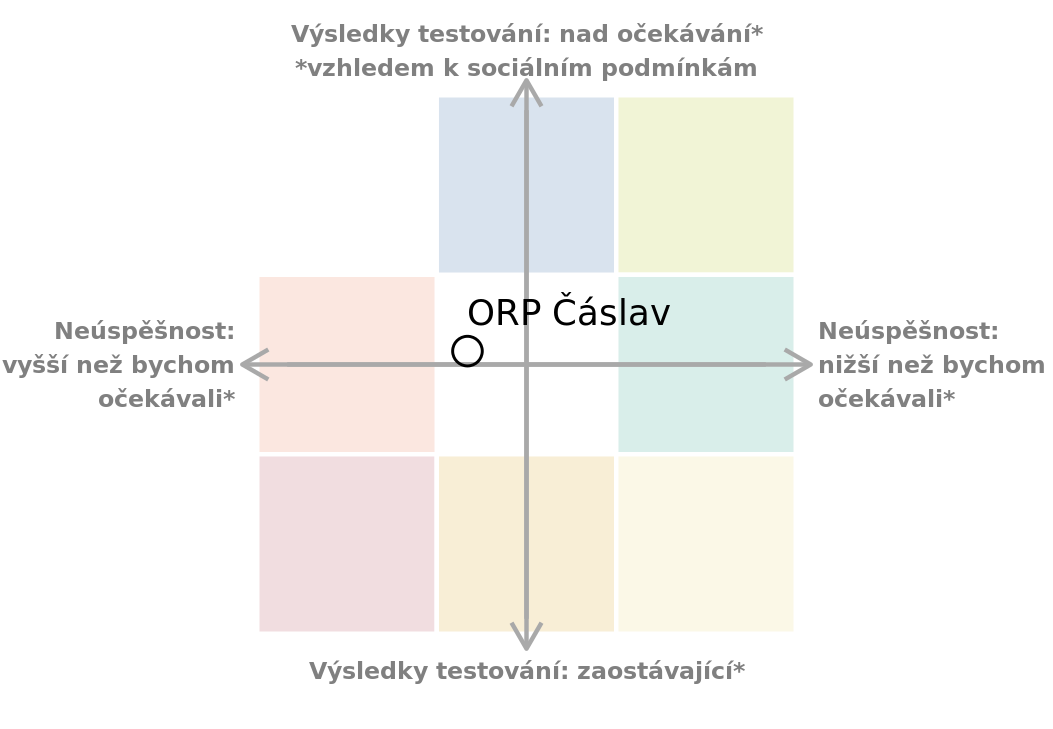 Výsledky testování: nad očekávání*
*vzhledem k sociálním podmínkám
ORP Čáslav
Neúspěšnost:
vyšší než bychom
očekávali*
Neúspěšnost:
nižší než bychom
očekávali*
Výsledky testování: zaostávající*